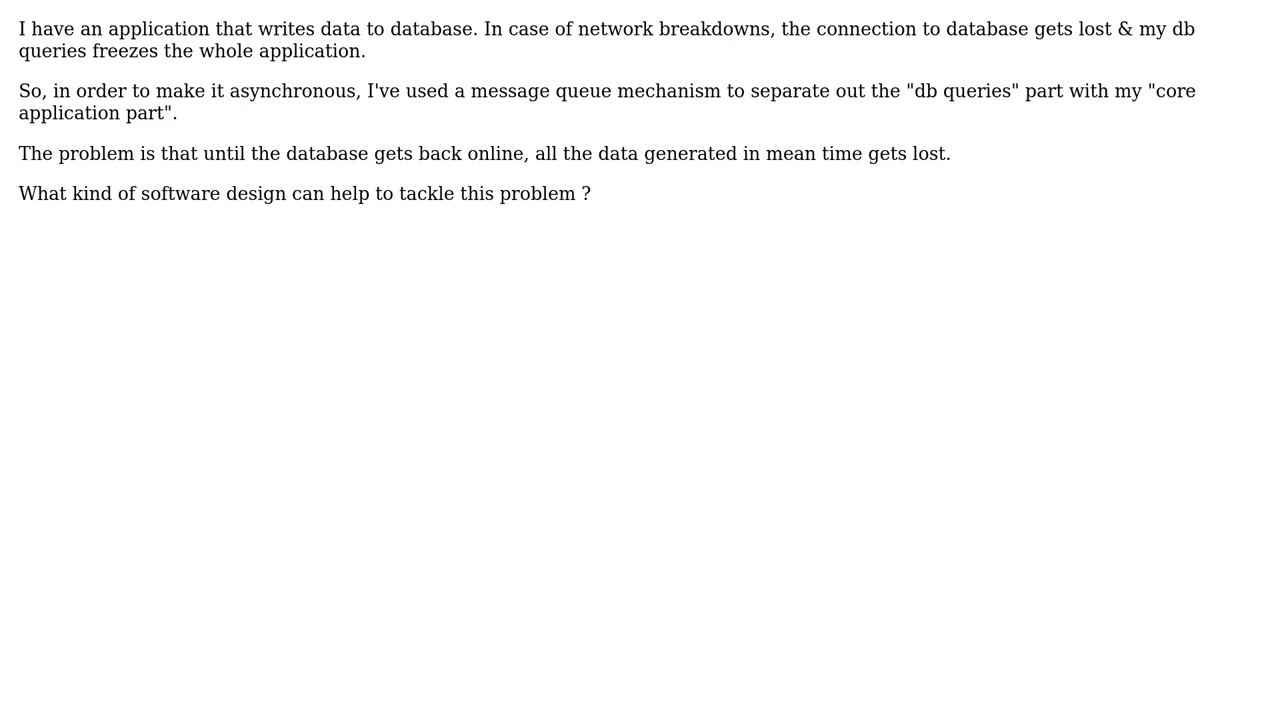 I have an application that writes data to database. In case of network breakdowns, the connection to database gets lost & my db
queries freezes the whole application.
So, in order to make it asynchronous, I've used a message queue mechanism to separate out the "db queries" part with my "core
application part".
The problem is that until the database gets back online, all the data generated in mean time gets lost.
What kind of software design can help to tackle this problem ?